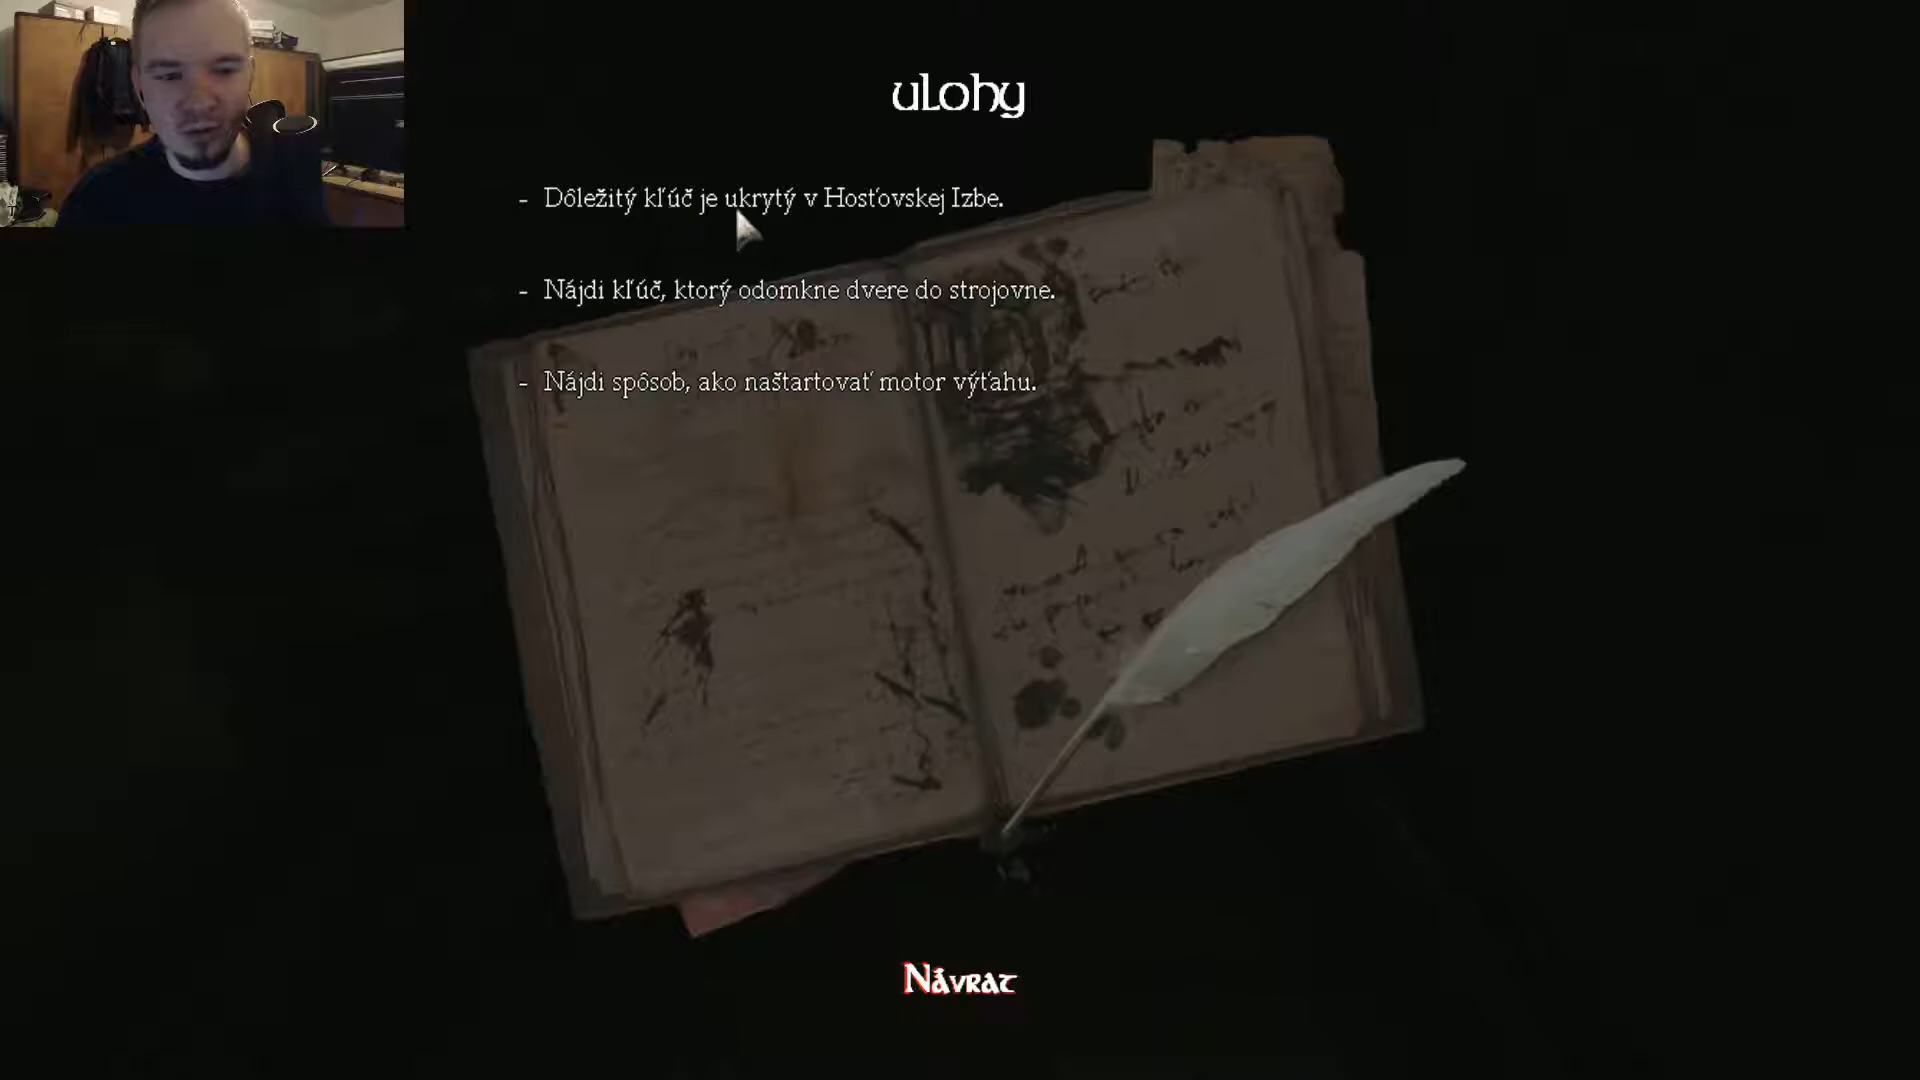 uLohy
- Dôležitý kľúč je ukrytý v Hosťovskej Izbe.
- Nájdi kľúč, ktorý odomkne dvere do strojovne.
- Nájdi spôsob, ako naštartovať motor výťahu.
Návrat